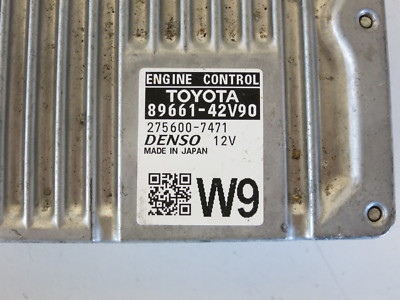 ENGINE CONTROL
TOYOTA
89661-42V90
275600-7471
DENSO 12V
MADE IN JAPAN
W9